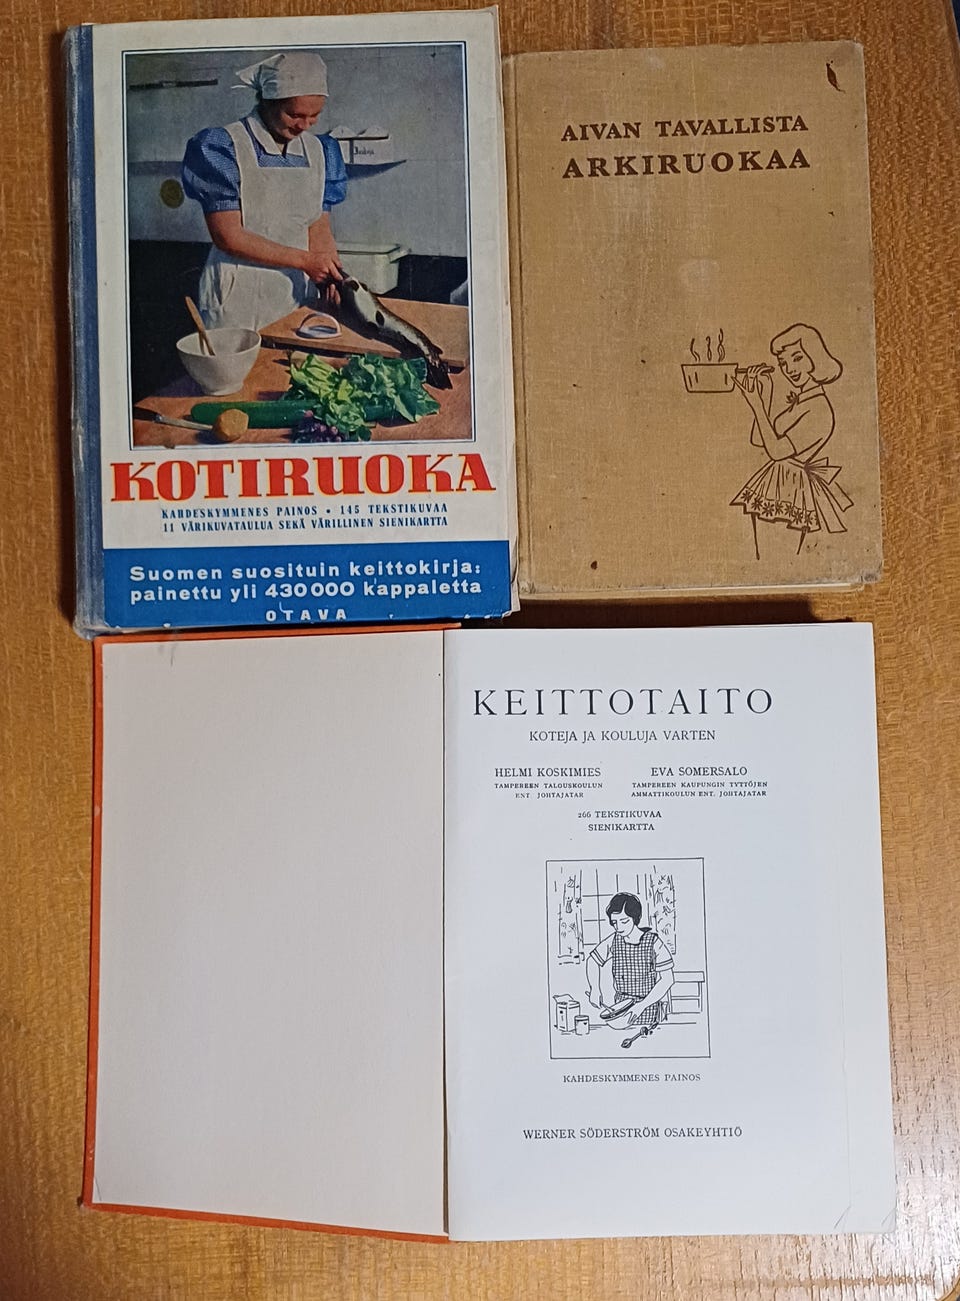 KOTIRUOKA
KAHDESKYMMENES PAINOS • 145 TEKSTIKUVAA
11 VÄRIKUVATAULUA SEKÄ VÄRILLINEN SIENIKARTTA
Suomen suosituin keittokirja:
painettu yli 430000 kappaletta
OTAVA
AIVAN TAVALLISTA
ARKIRUOKAA
KEITTOTAITO
KOTEJA JA KOULUJA VARTEN
HELMI KOSKIMIES
TAMPEREEN TALOUSKOULUN
ENT. JOHTAJATAR
EVA SOMERSALO
TAMPEREEN KAUPUNGIN TYTTÖJEN
AMMATTIKOULUN ENT. JOHTAJATAR
266 TEKSTIKUVAA
SIENIKARTTA
KAHDESKYMMENES PAINOS
WERNER SÖDERSTRÖM OSAKEYHTIÖ